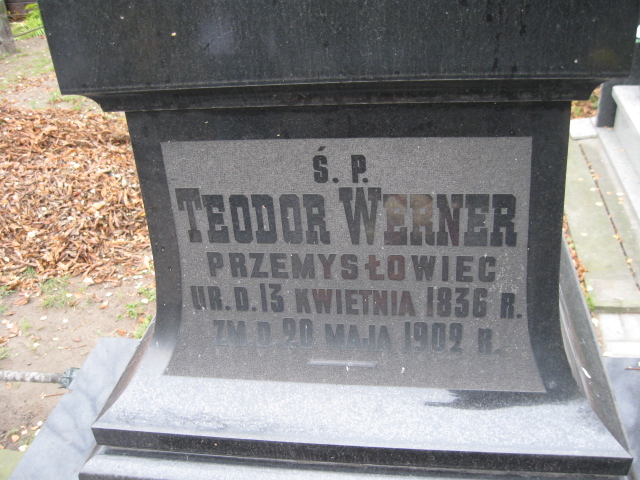 Ś. P.
TEODOR WERNER
PRZEMYSŁOWIEC
UR. D. 13 KWIETNIA 1836 R.
ZM. D. 20 MAJA 1902 R.